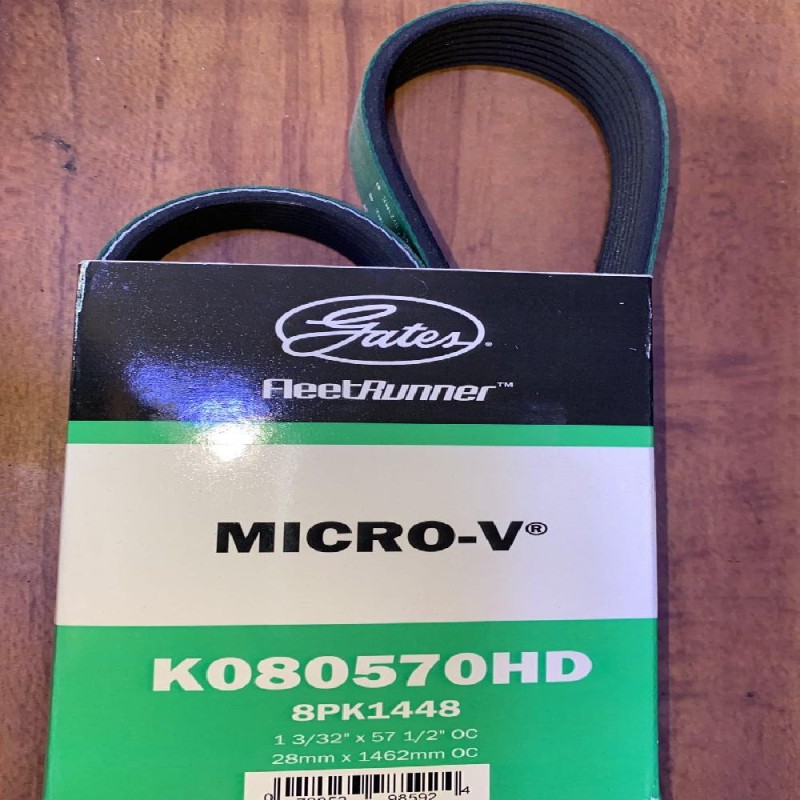 Gates®
FleetRunner™
MICRO-V®
K080570HD
8PK1448
1 3/32" x 57 1/2" OC
28mm x 1462mm OC